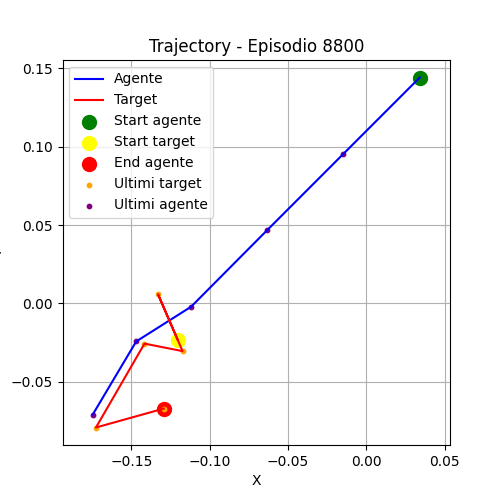 Trajectory - Episodio 8800
Agente
Target
Start agente
Start target
End agente
Ultimi target
Ultimi agente
0.15
0.10
0.05
0.00
−0.05
−0.15
−0.10
−0.05
0.00
0.05
X